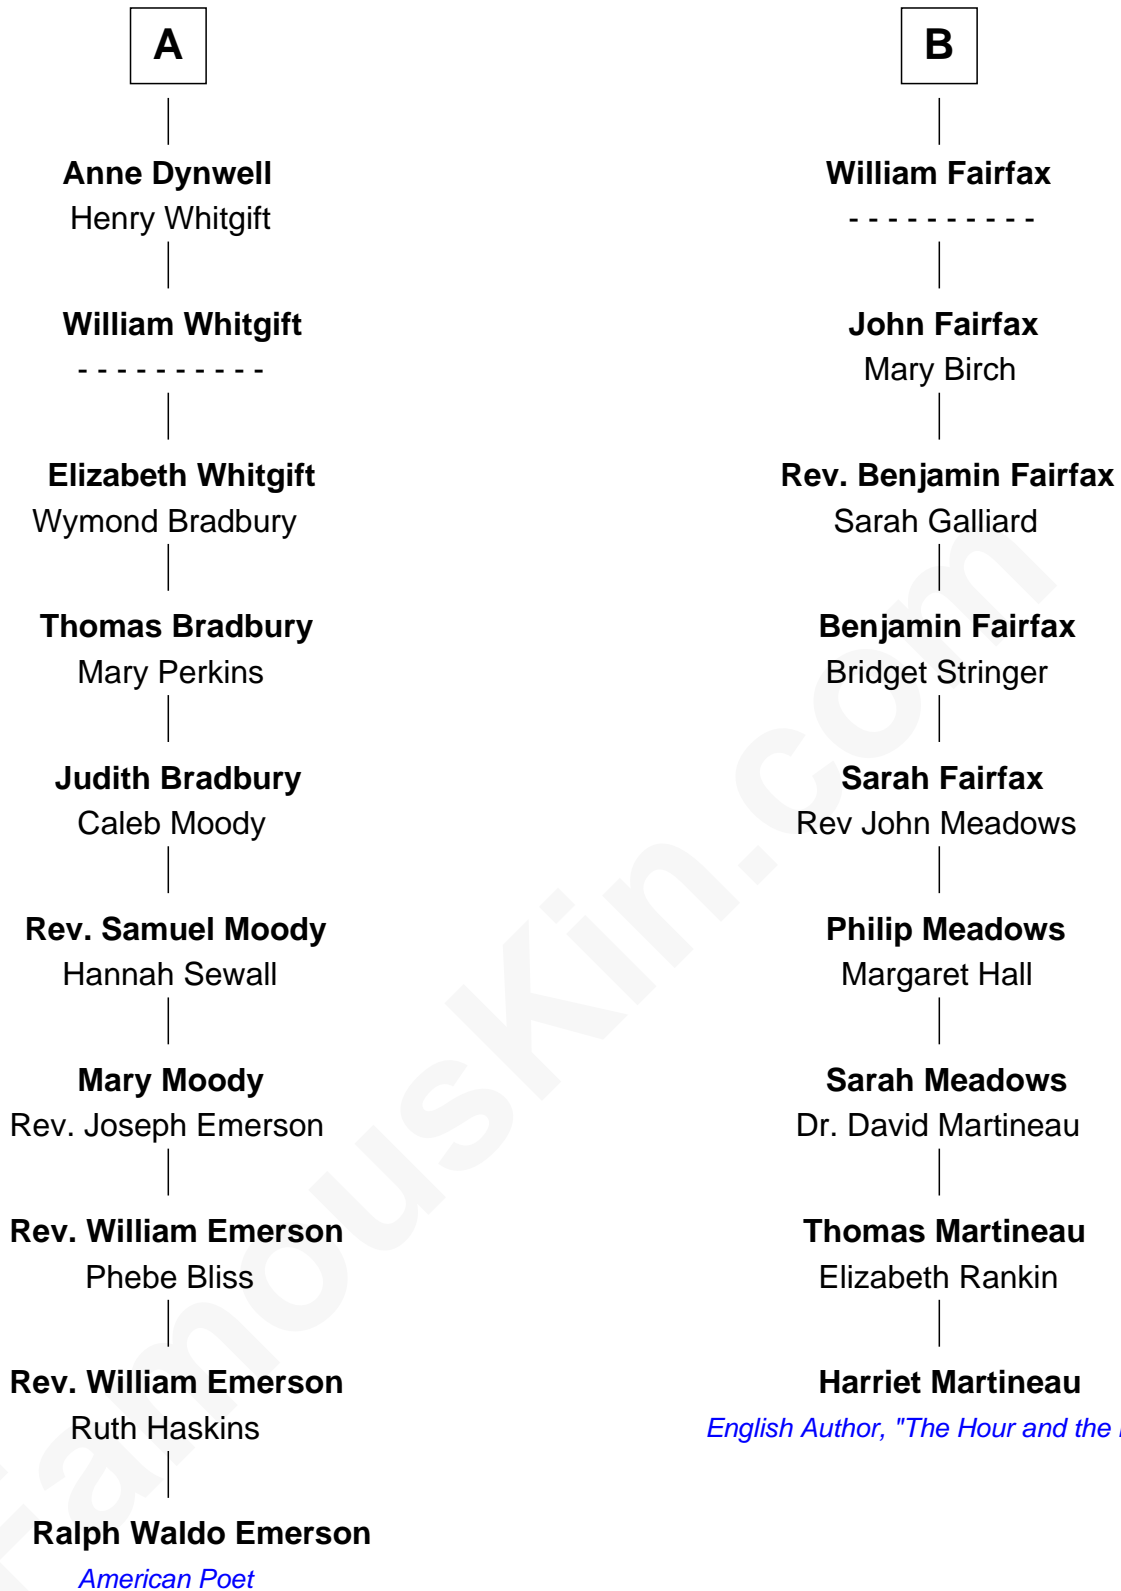 A
Anne Dynwell
Henry Whitgift
William Whitgift
- - - - - - - - - -
Elizabeth Whitgift
Wymond Bradbury
Thomas Bradbury
Mary Perkins
Judith Bradbury
Caleb Moody
Rev. Samuel Moody
Hannah Sewall
Mary Moody
Rev. Joseph Emerson
Rev. William Emerson
Phebe Bliss
Rev. William Emerson
Ruth Haskins
Ralph Waldo Emerson
American Poet
B
William Fairfax
- - - - - - - - - -
John Fairfax
Mary Birch
Rev. Benjamin Fairfax
Sarah Galliard
Benjamin Fairfax
Bridget Stringer
Sarah Fairfax
Rev John Meadows
Philip Meadows
Margaret Hall
Sarah Meadows
Dr. David Martineau
Thomas Martineau
Elizabeth Rankin
Harriet Martineau
English Author, "The Hour and the
FamousKin.com